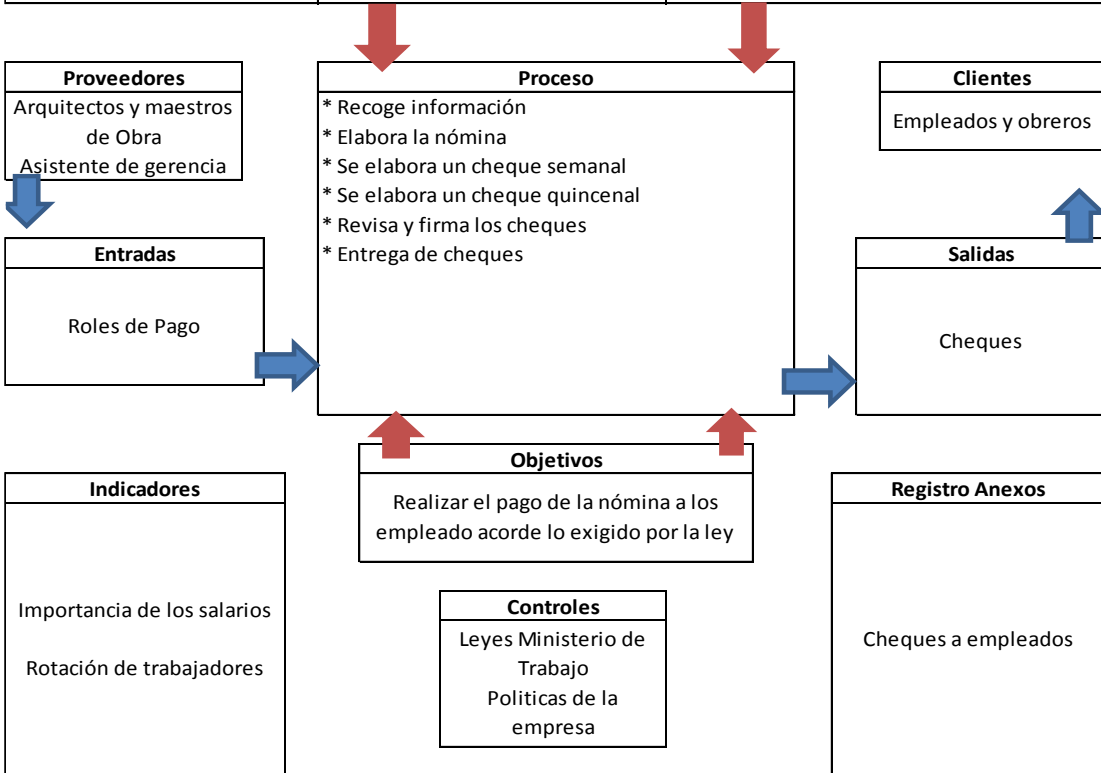 Proveedores
Arquitectos y maestros
de Obra
Asistente de gerencia
Proceso
* Recoge información
* Elabora la nómina
* Se elabora un cheque semanal
* Se elabora un cheque quincenal
* Revisa y firma los cheques
* Entrega de cheques
Clientes
Empleados y obreros
Entradas
Roles de Pago
Salidas
Cheques
Objetivos
Realizar el pago de la nómina a los
empleado acorde lo exigido por la ley
Indicadores
Importancia de los salarios
Rotación de trabajadores
Controles
Leyes Ministerio de
Trabajo
Politicas de la
empresa
Registro Anexos
Cheques a empleados